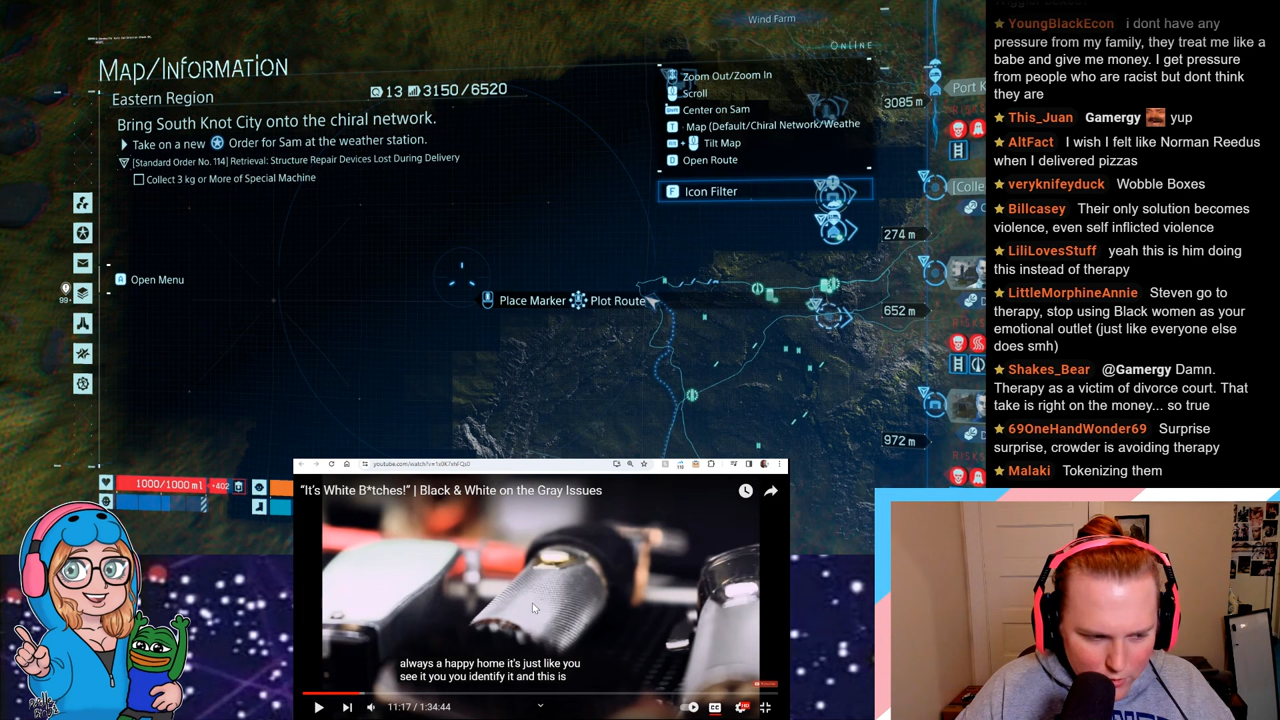 Wind Farm
ONLINE
MAP/INFORMATION
Eastern Region
13 3150/6520
Bring South Knot City onto the chiral network.
Take on a new Order for Sam at the weather station.
[Standard Order No. 114] Retrieval: Structure Repair Devices Lost During Delivery
Collect 3 kg or More of Special Machine
Zoom Out/Zoom In
Scroll
Center on Sam
T Map (Default/Chiral Network/Weathe
+ Tilt Map
Open Route
F Icon Filter
3085 m
Port K
RISKS
[Colle
274 m
652 m
RISKS
972 m
RISKS
A Open Menu
99+
Place Marker Plot Route
1000/1000 ml +402
“It's White B*tches!” | Black & White on the Gray Issues
always a happy home it's just like you
see it you you identify it and this is
11:17 / 1:34:44
YoungBlackEcon i dont have any
pressure from my family, they treat me like a
babe and give me money. I get pressure
from people who are racist but dont think
they are
This_Juan Gamergy yup
AltFact I wish I felt like Norman Reedus
when I delivered pizzas
veryknifeyduck Wobble Boxes
Billcasey Their only solution becomes
violence, even self inflicted violence
LiliLovesStuff yeah this is him doing
this instead of therapy
LittleMorphineAnnie Steven go to
therapy, stop using Black women as your
emotional outlet (just like everyone else
does smh)
Shakes_Bear @Gamergy Damn.
Therapy as a victim of divorce court. That
take is right on the money... so true
69OneHandWonder69 Surprise
surprise, crowder is avoiding therapy
Malaki Tokenizing them